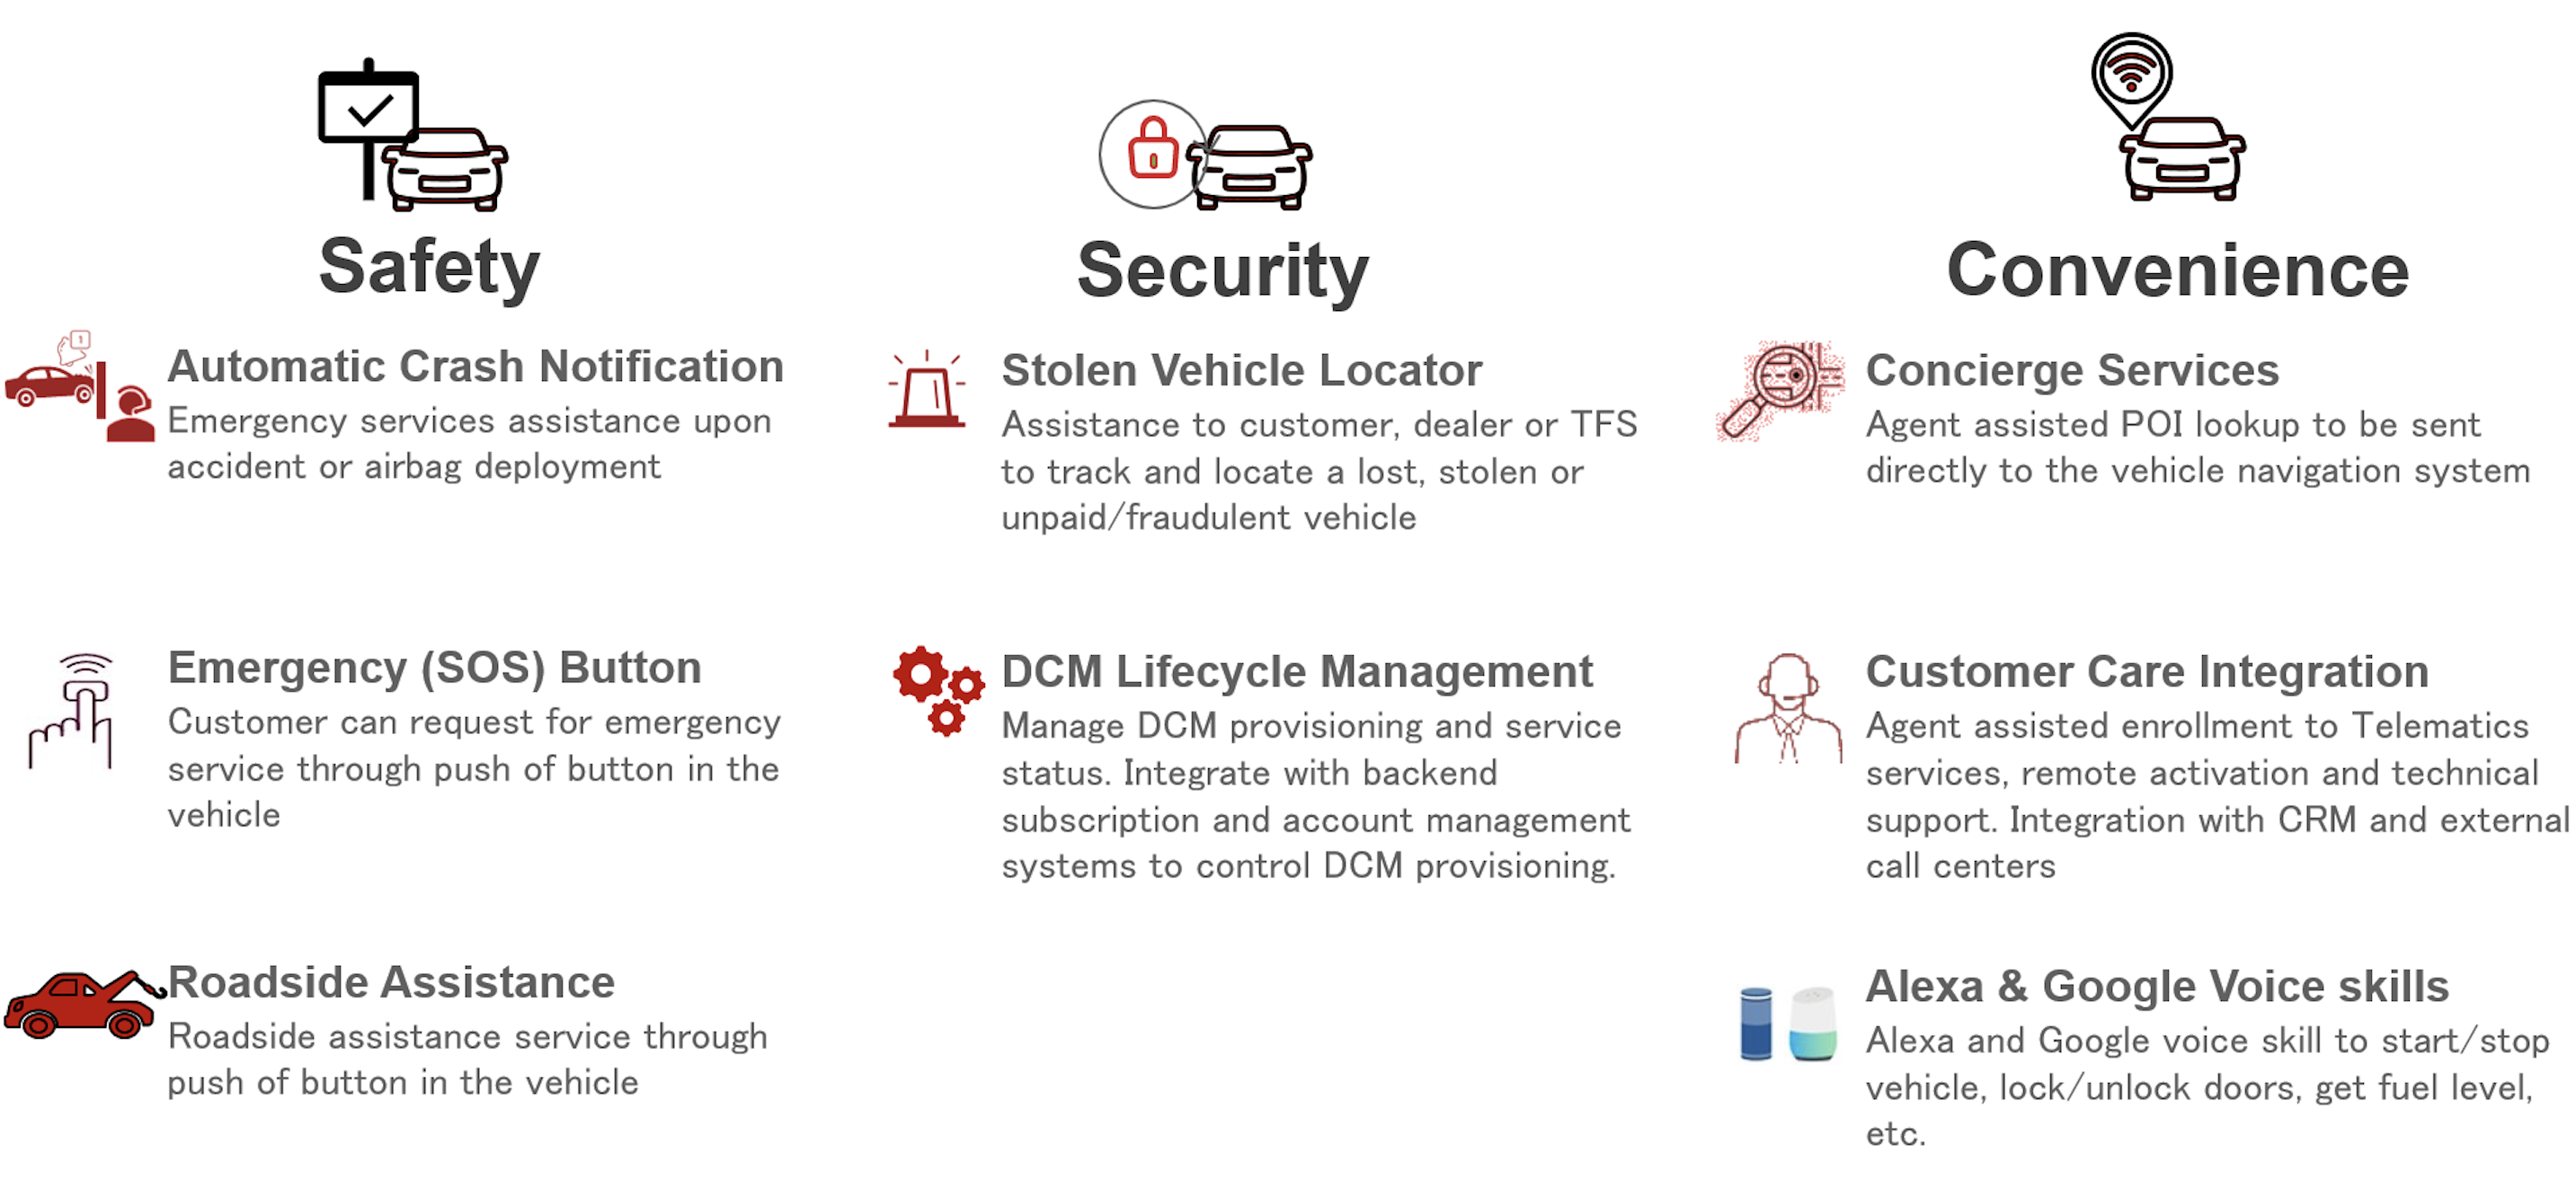 Safety
Automatic Crash Notification
Emergency services assistance upon
accident or airbag deployment
Emergency (SOS) Button
Customer can request for emergency
service through push of button in the
vehicle
Roadside Assistance
Roadside assistance service through
push of button in the vehicle
Security
Stolen Vehicle Locator
Assistance to customer, dealer or TFS
to track and locate a lost, stolen or
unpaid/fraudulent vehicle
DCM Lifecycle Management
Manage DCM provisioning and service
status. Integrate with backend
subscription and account management
systems to control DCM provisioning.
Convenience
Concierge Services
Agent assisted POI lookup to be sent
directly to the vehicle navigation system
Customer Care Integration
Agent assisted enrollment to Telematics
services, remote activation and technical
support. Integration with CRM and external
call centers
Alexa & Google Voice skills
Alexa and Google voice skill to start/stop
vehicle, lock/unlock doors, get fuel level,
etc.